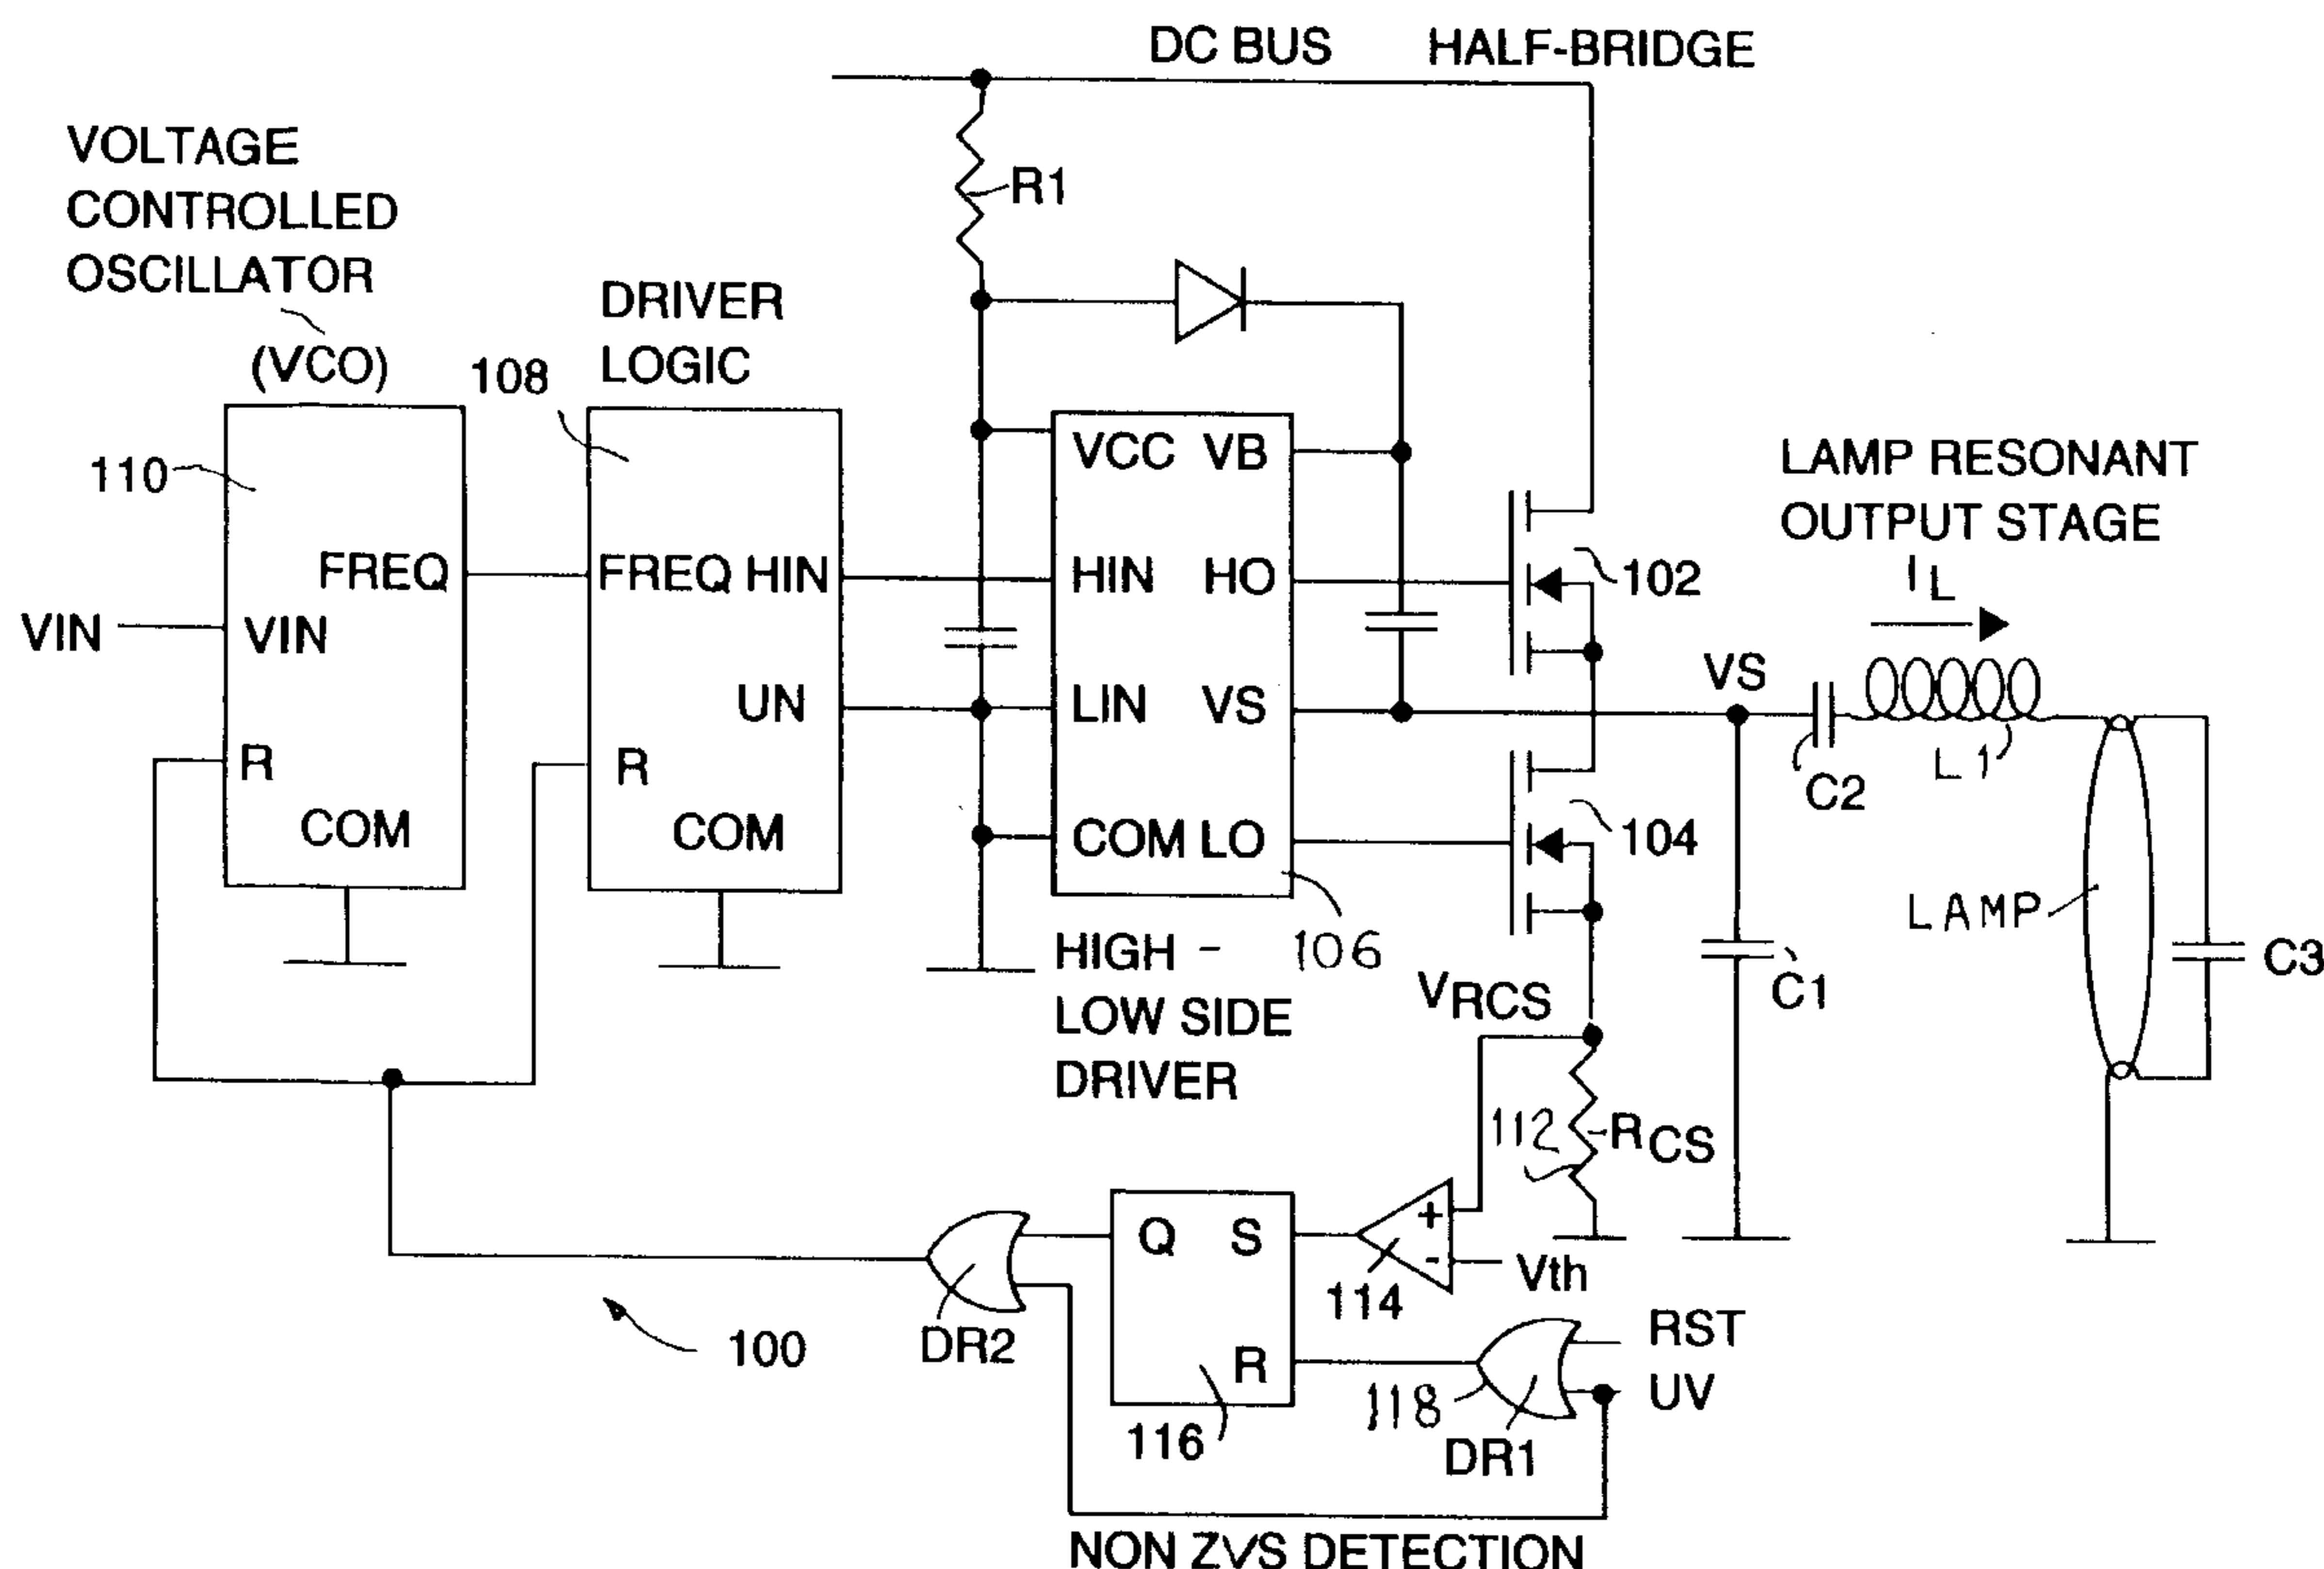 DC BUS HALF-BRIDGE
VOLTAGE
CONTROLLED
OSCILLATOR
(VCO)
R1
DRIVER
LOGIC
108
110
FREQ
VIN
VIN
R
COM
FREQ HIN
UN
R
COM
VCC VB
HIN HO
LIN VS
COM LO
HIGH -
LOW SIDE
DRIVER
106
102
104
LAMP RESONANT
OUTPUT STAGE
IL
VS
C2
L1
LAMP
C3
C1
VRCS
112
RCS
Q S
R
116
+
-
Vth
114
DR2
100
118
DR1
RST
UV
NON ZVS DETECTION